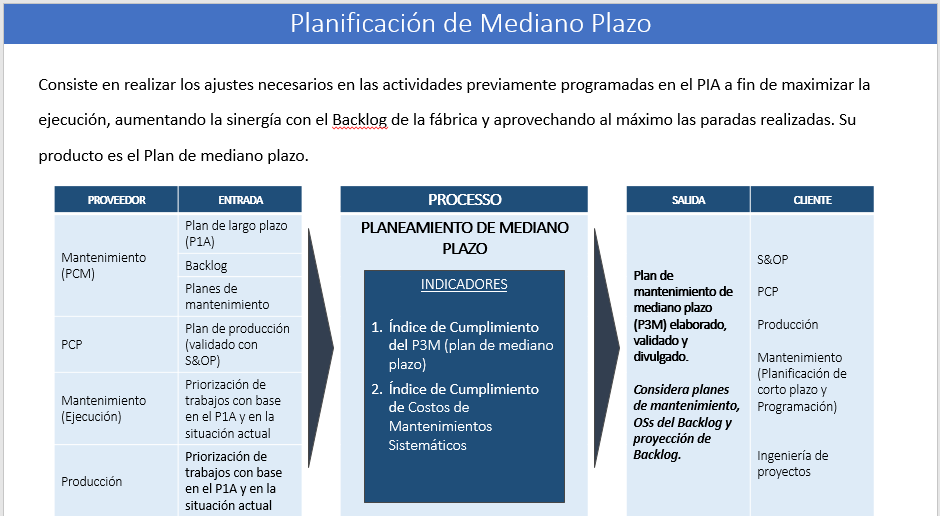 Planificación de Mediano Plazo
Consiste en realizar los ajustes necesarios en las actividades previamente programadas en el PIA a fin de maximizar la
ejecución, aumentando la sinergía con el Backlog de la fábrica y aprovechando al máximo las paradas realizadas. Su
producto es el Plan de mediano plazo.
PROVEEDOR
ENTRADA
Mantenimiento
(PCM)
Plan de largo plazo
(P1A)
Backlog
Planes de
mantenimiento
PCP
Plan de producción
(validado con
S&OP)
Mantenimiento
(Ejecución)
Priorización de
trabajos con base
en el P1A y en la
situación actual
Producción
Priorización de
trabajos con base
en el P1A y en la
situación actual
PROCESSO
PLANEAMIENTO DE MEDIANO
PLAZO
INDICADORES
1. Índice de Cumplimiento
del P3M (plan de mediano
plazo)
2. Índice de Cumplimiento
de Costos de
Mantenimientos
Sistemáticos
SALIDA
CLIENTE
Plan de
mantenimiento de
mediano plazo
(P3M) elaborado,
validado y
divulgado.
Considera planes
de mantenimiento,
OSs del Backlog y
proyección de
Backlog.
S&OP
PCP
Producción
Mantenimiento
(Planificación de
corto plazo y
Programación)
Ingeniería de
proyectos